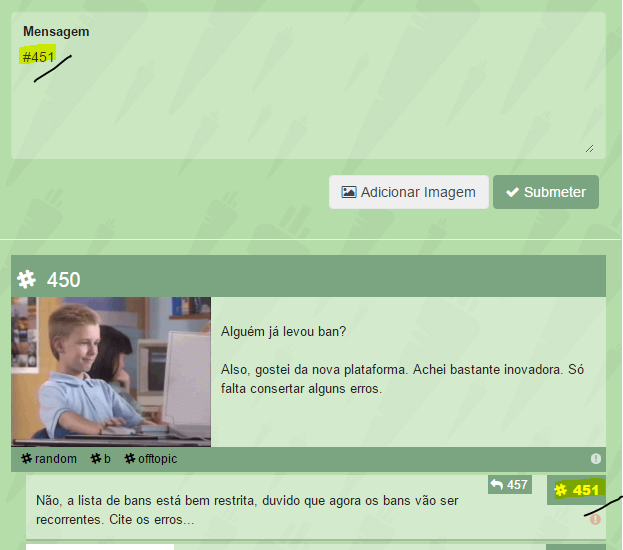 Mensagem
#451
Adicionar Imagem
Submeter
# 450
Alguém já levou ban?
Also, gostei da nova plataforma. Achei bastante inovadora. Só
falta consertar alguns erros.
#random #b #offtopic
457
#451
Não, a lista de bans está bem restrita, duvido que agora os bans vão ser
recorrentes. Cite os erros...